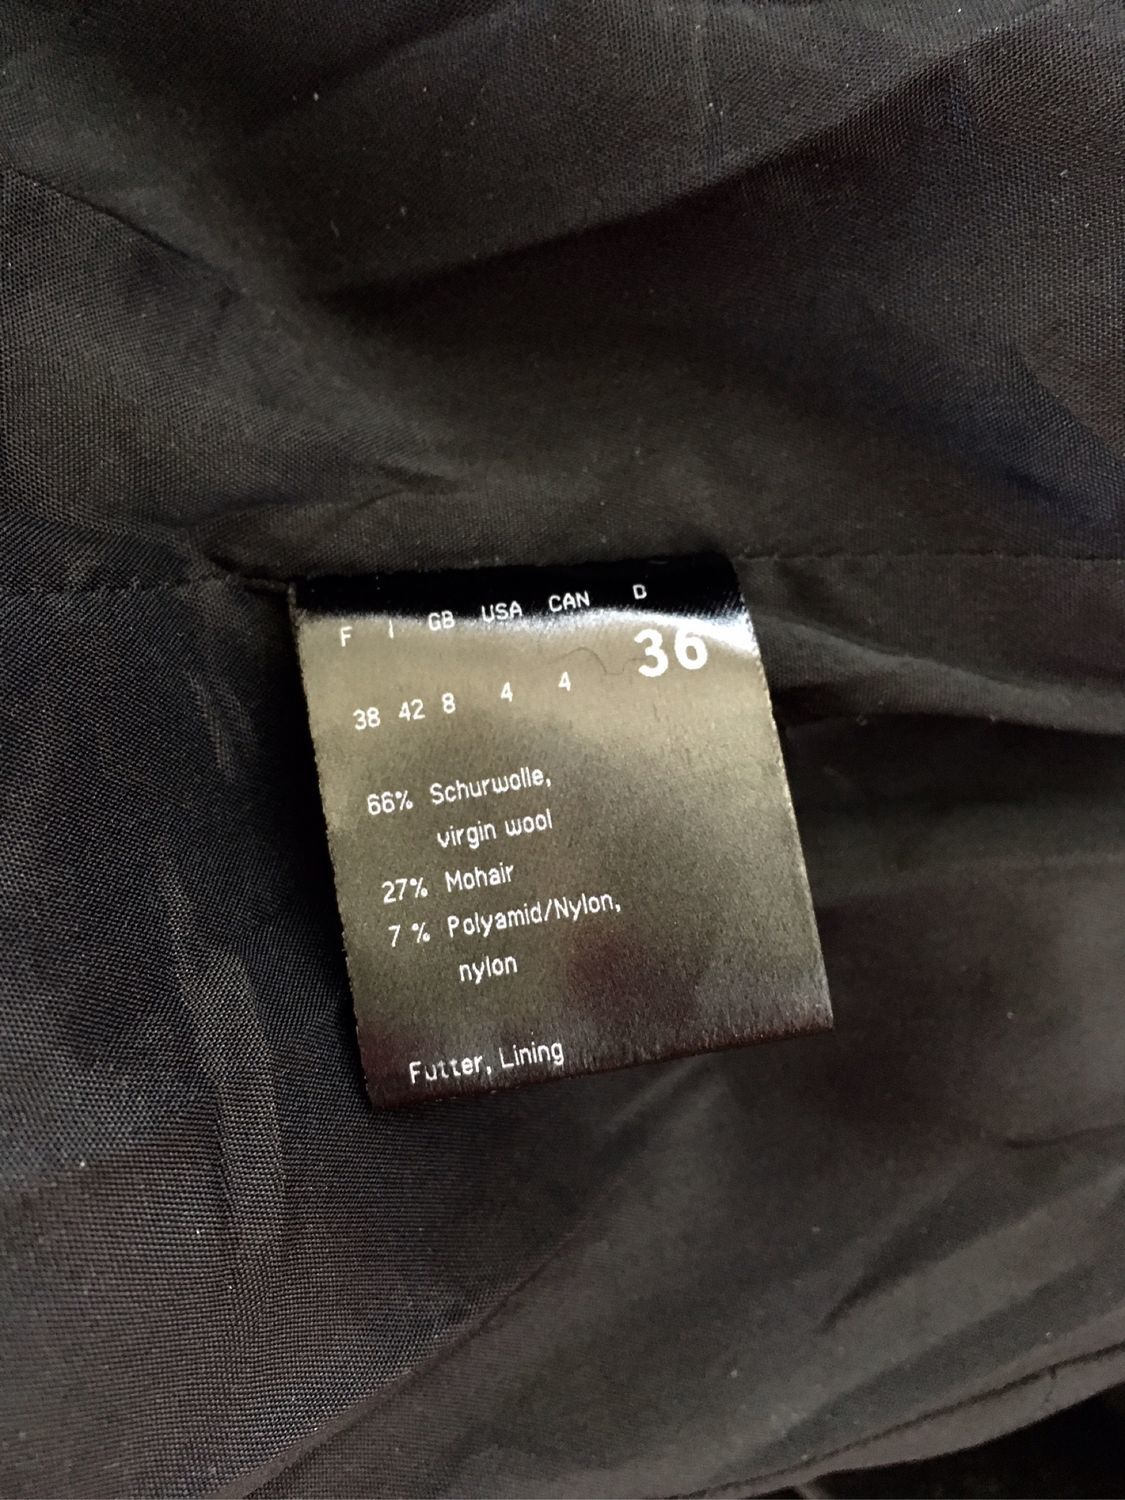 F I GB USA CAN D
38 42 8 4 4 36
66% Schurwolle,
virgin wool
27% Mohair
7 % Polyamid/Nylon,
nylon
Futter, Lining